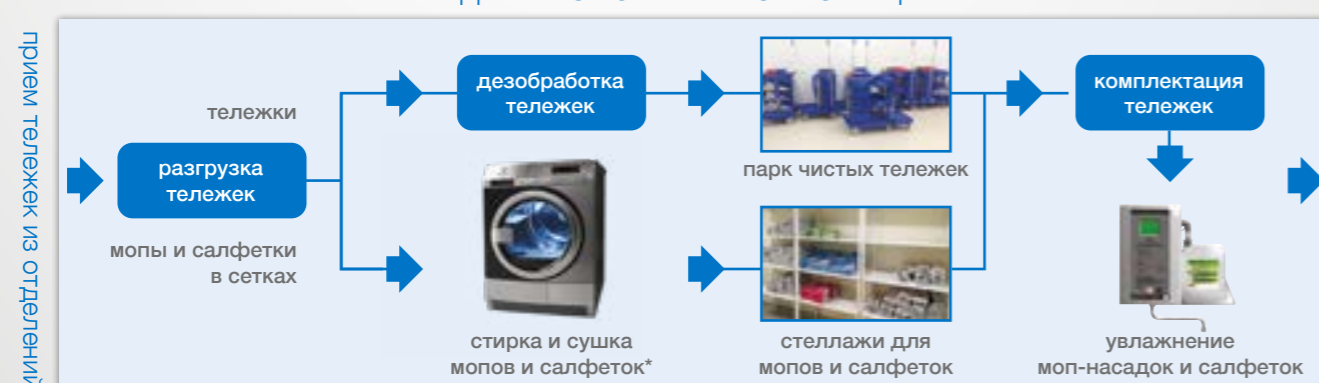 прием тележек из отделений
тележки
разгрузка
тележек
мопы и салфетки
в сетках
дезобработка
тележек
стирка и сушка
мопов и салфеток*
парк чистых тележек
стеллажи для
мопов и салфеток
комплектация
тележек
увлажнение
моп-насадок и салфеток